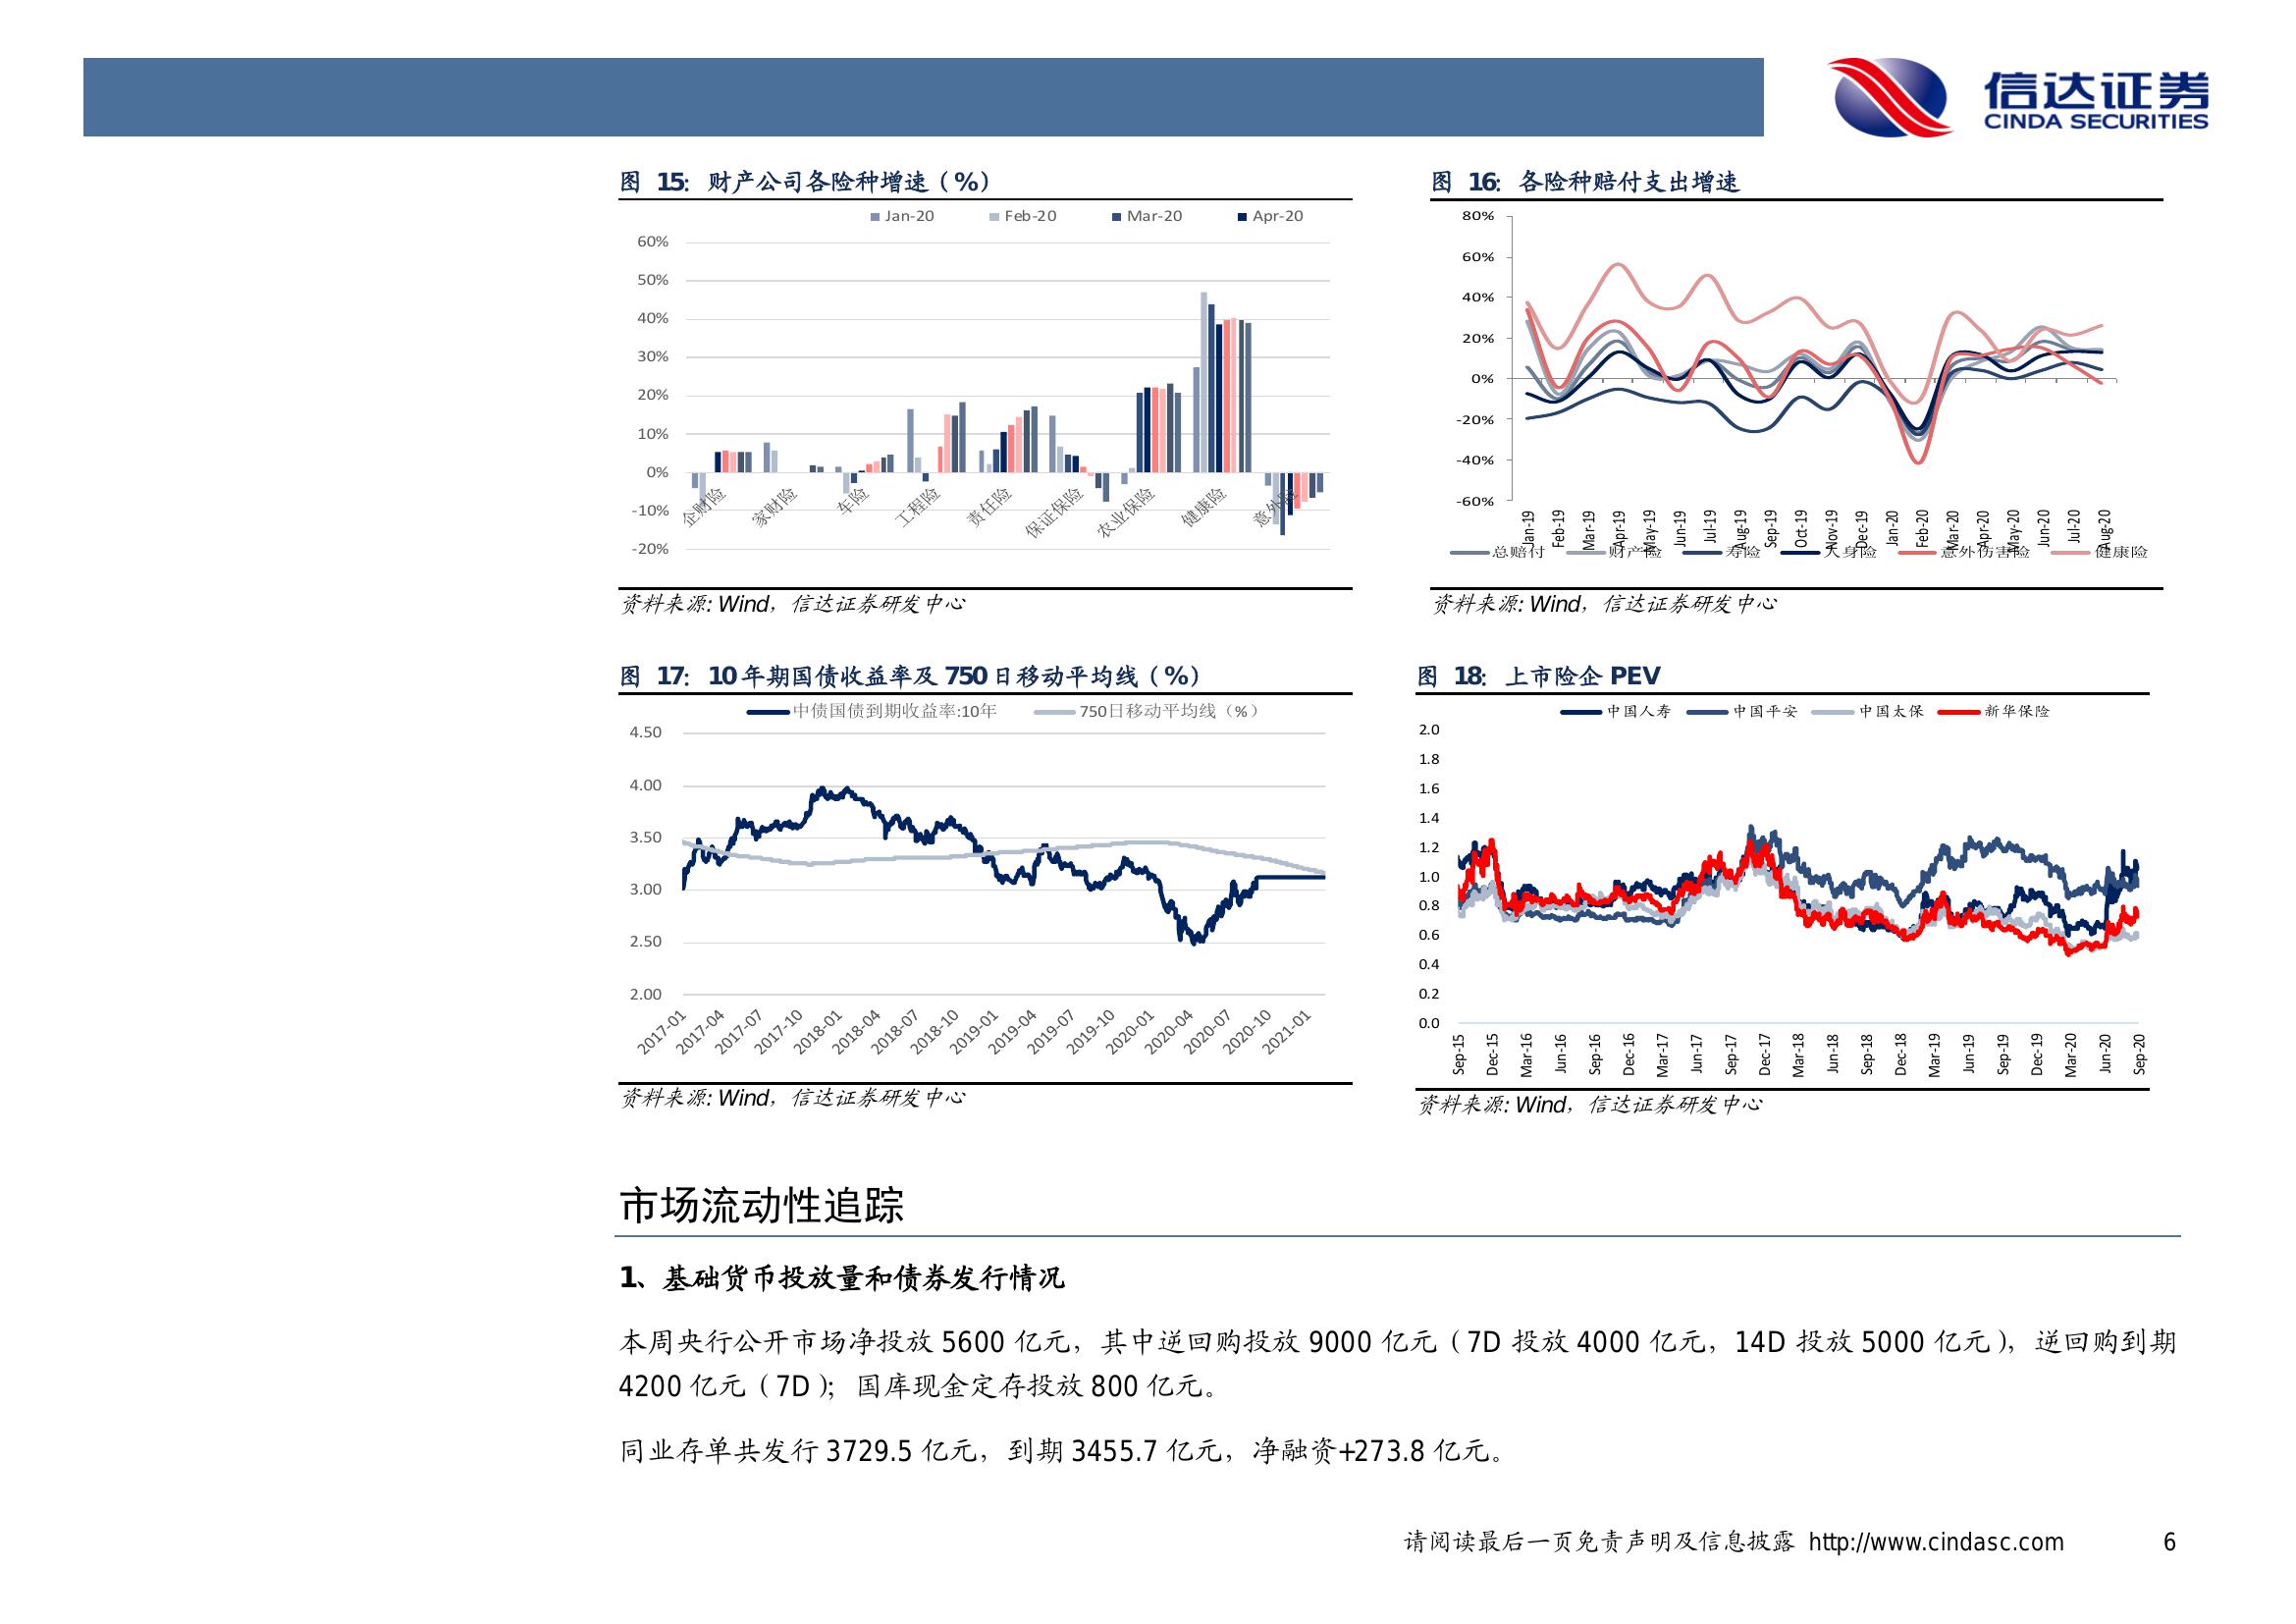 信达证券
CINDA SECURITIES
图 15：财产公司各险种增速（%）
Jan-20 Feb-20 Mar-20 Apr-20
60%
50%
40%
30%
20%
10%
0%
-10%
-20%
企财险 家财险 车险 工程险 责任险 保证保险 农业保险 健康险 意外险
资料来源: Wind，信达证券研发中心
图 16：各险种赔付支出增速
80%
60%
40%
20%
0%
-20%
-40%
-60%
Jan-19 Feb-19 Mar-19 Apr-19 May-19 Jun-19 Jul-19 Aug-19 Sep-19 Oct-19 Nov-19 Dec-19 Jan-20 Feb-20 Mar-20 Apr-20 May-20 Jun-20 Jul-20 Aug-20
总赔付 财产险 寿险 人身险 意外伤害险 健康险
资料来源: Wind，信达证券研发中心
图 17：10 年期国债收益率及 750 日移动平均线（%）
中债国债到期收益率:10年 750日移动平均线（%）
4.50
4.00
3.50
3.00
2.50
2.00
2017-01 2017-04 2017-07 2017-10 2018-01 2018-04 2018-07 2018-10 2019-01 2019-04 2019-07 2019-10 2020-01 2020-04 2020-07 2020-10 2021-01
资料来源: Wind，信达证券研发中心
图 18：上市险企 PEV
中国人寿 中国平安 中国太保 新华保险
2.0
1.8
1.6
1.4
1.2
1.0
0.8
0.6
0.4
0.2
0.0
Sep-15 Dec-15 Mar-16 Jun-16 Sep-16 Dec-16 Mar-17 Jun-17 Sep-17 Dec-17 Mar-18 Jun-18 Sep-18 Dec-18 Mar-19 Jun-19 Sep-19 Dec-19 Mar-20 Jun-20 Sep-20
资料来源: Wind，信达证券研发中心
市场流动性追踪
1、基础货币投放量和债券发行情况
本周央行公开市场净投放 5600 亿元，其中逆回购投放 9000 亿元（7D 投放 4000 亿元，14D 投放 5000 亿元），逆回购到期
4200 亿元（7D）；国库现金定存投放 800 亿元。
同业存单共发行 3729.5 亿元，到期 3455.7 亿元，净融资+273.8 亿元。
请阅读最后一页免责声明及信息披露 http://www.cindasc.com 6